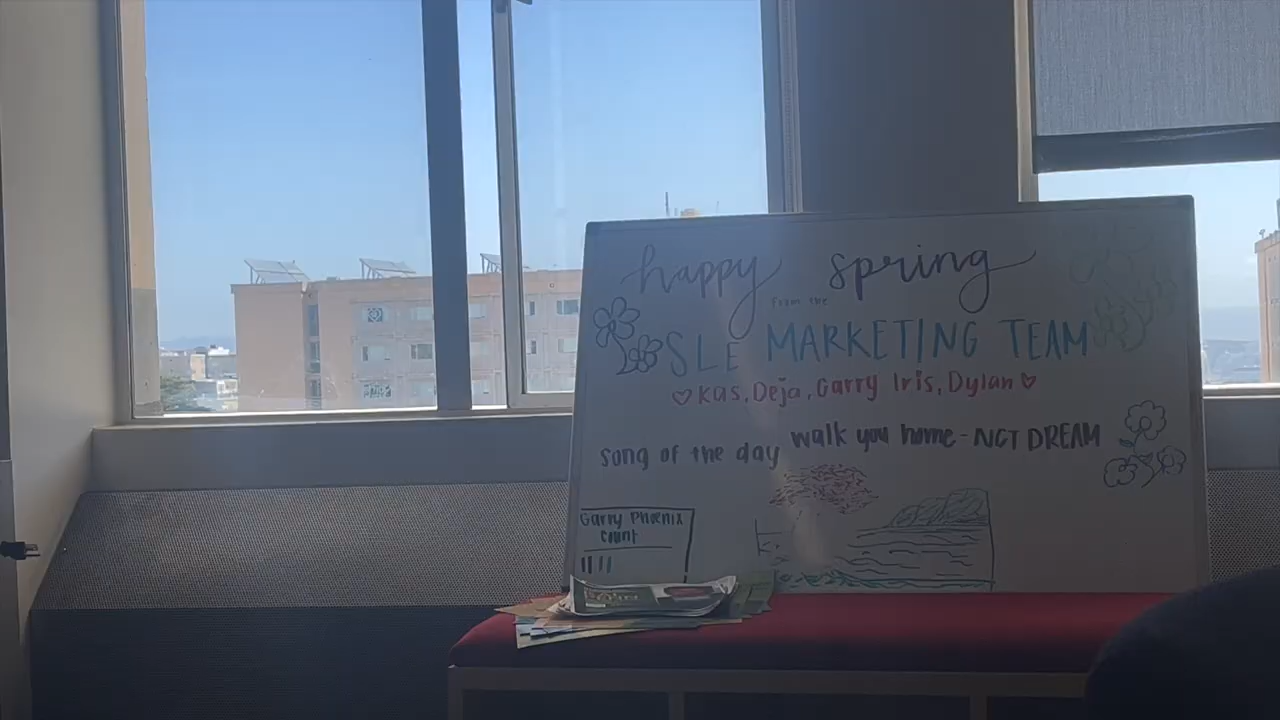 happy spring
from the
SLE MARKETING TEAM
♡Kas, Deja, Garry Iris, Dylan♡
song of the day walk you home - NCT DREAM
Garry Phoenix
count